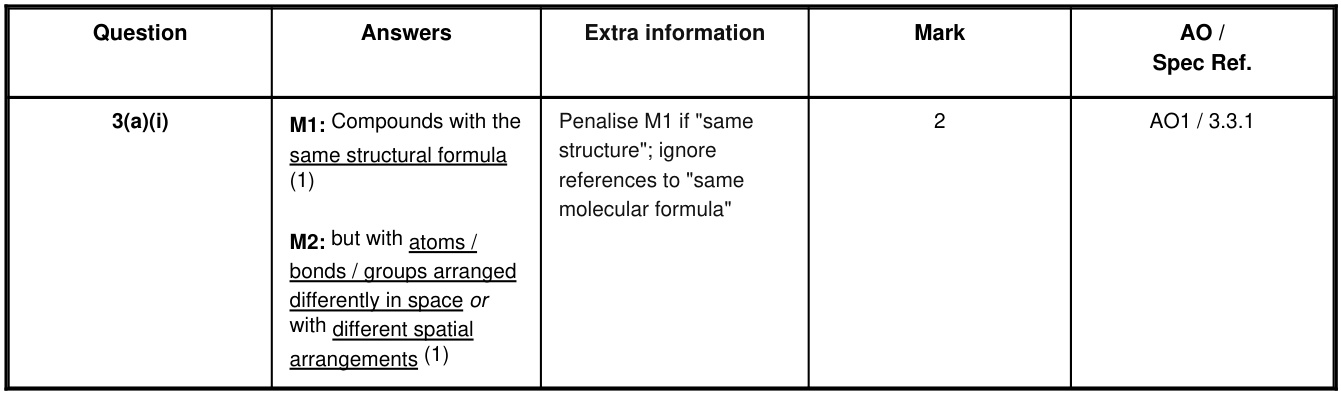 Question Answers Extra information Mark AO /
Spec Ref.
3(a)(i)
M1: Compounds with the
same structural formula
(1)
M2: but with atoms /
bonds / groups arranged
differently in space or
with different spatial
arrangements (1)
Penalise M1 if "same
structure"; ignore
references to "same
molecular formula"
2
AO1 / 3.3.1